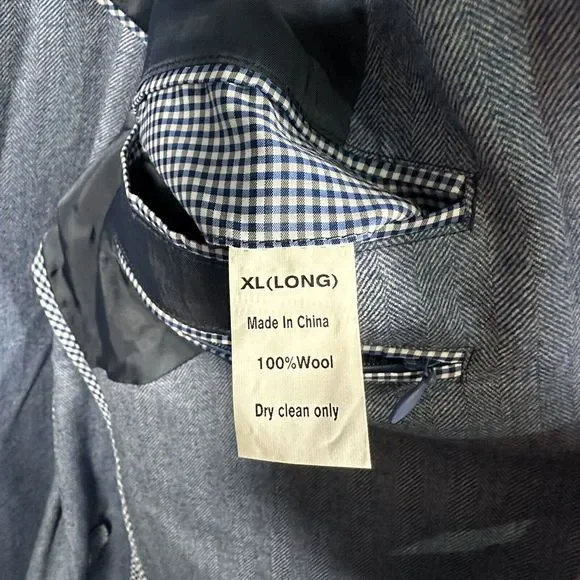 XL(LONG)
Made In China
100%Wool
Dry clean only